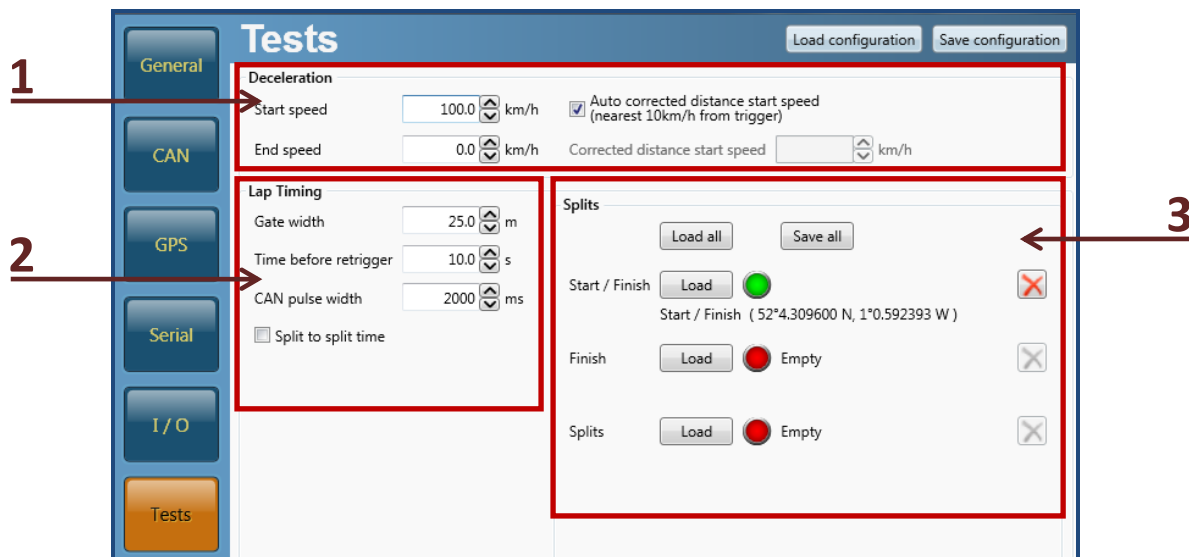 Tests
Load configuration
Save configuration
General
CAN
GPS
Serial
I / O
Tests
1
Deceleration
Start speed 100.0 km/h
Auto corrected distance start speed
(nearest 10km/h from trigger)
End speed 0.0 km/h
Corrected distance start speed km/h
2
Lap Timing
Gate width 25.0 m
Time before retrigger 10.0 s
CAN pulse width 2000 ms
Split to split time
3
Splits
Load all
Save all
Start / Finish Load
Start / Finish ( 52°4.309600 N, 1°0.592393 W )
Finish Load Empty
Splits Load Empty